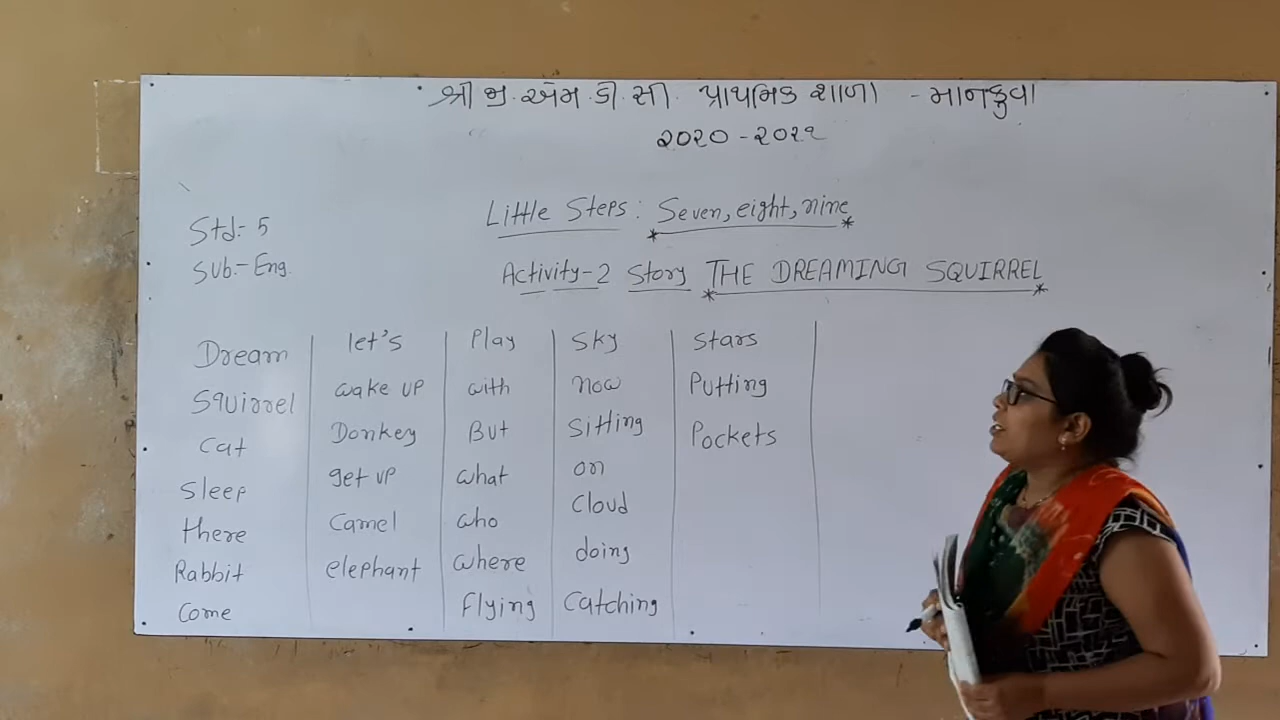 શ્રી જી. એમ. ડી. સી. પ્રાથમિક શાળા - માનકુવા
૨૦૨૦ - ૨૦૨૧
Little Steps: Seven, eight, nine
Std:- 5
Sub:- Eng.
Activity-2 Story THE DREAMING SQUIRREL
Dream let's Play Sky Stars
Squirrel wake up with now Putting
Cat Donkey But Sitting Pockets
Sleep get up what on
there Camel who Cloud
Rabbit elephant where doing
Come Flying Catching